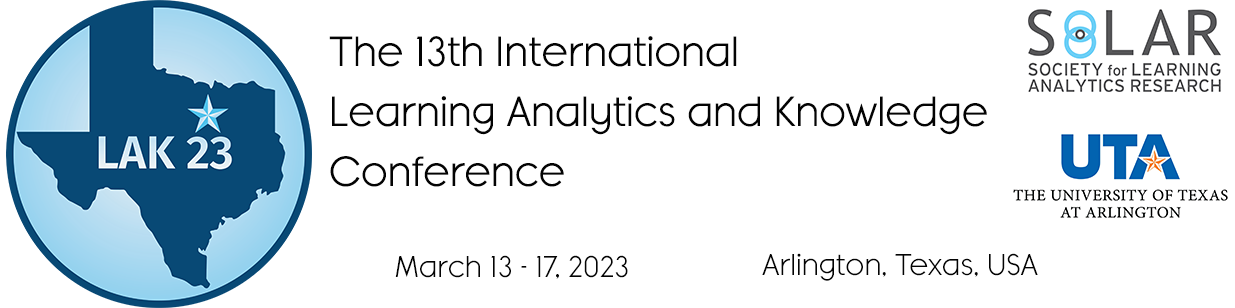 LAK 23
The 13th International
Learning Analytics and Knowledge
Conference
March 13 - 17, 2023
Arlington, Texas, USA
SOLAR
SOCIETY for LEARNING
ANALYTICS RESEARCH
UTA
THE UNIVERSITY OF TEXAS
AT ARLINGTON